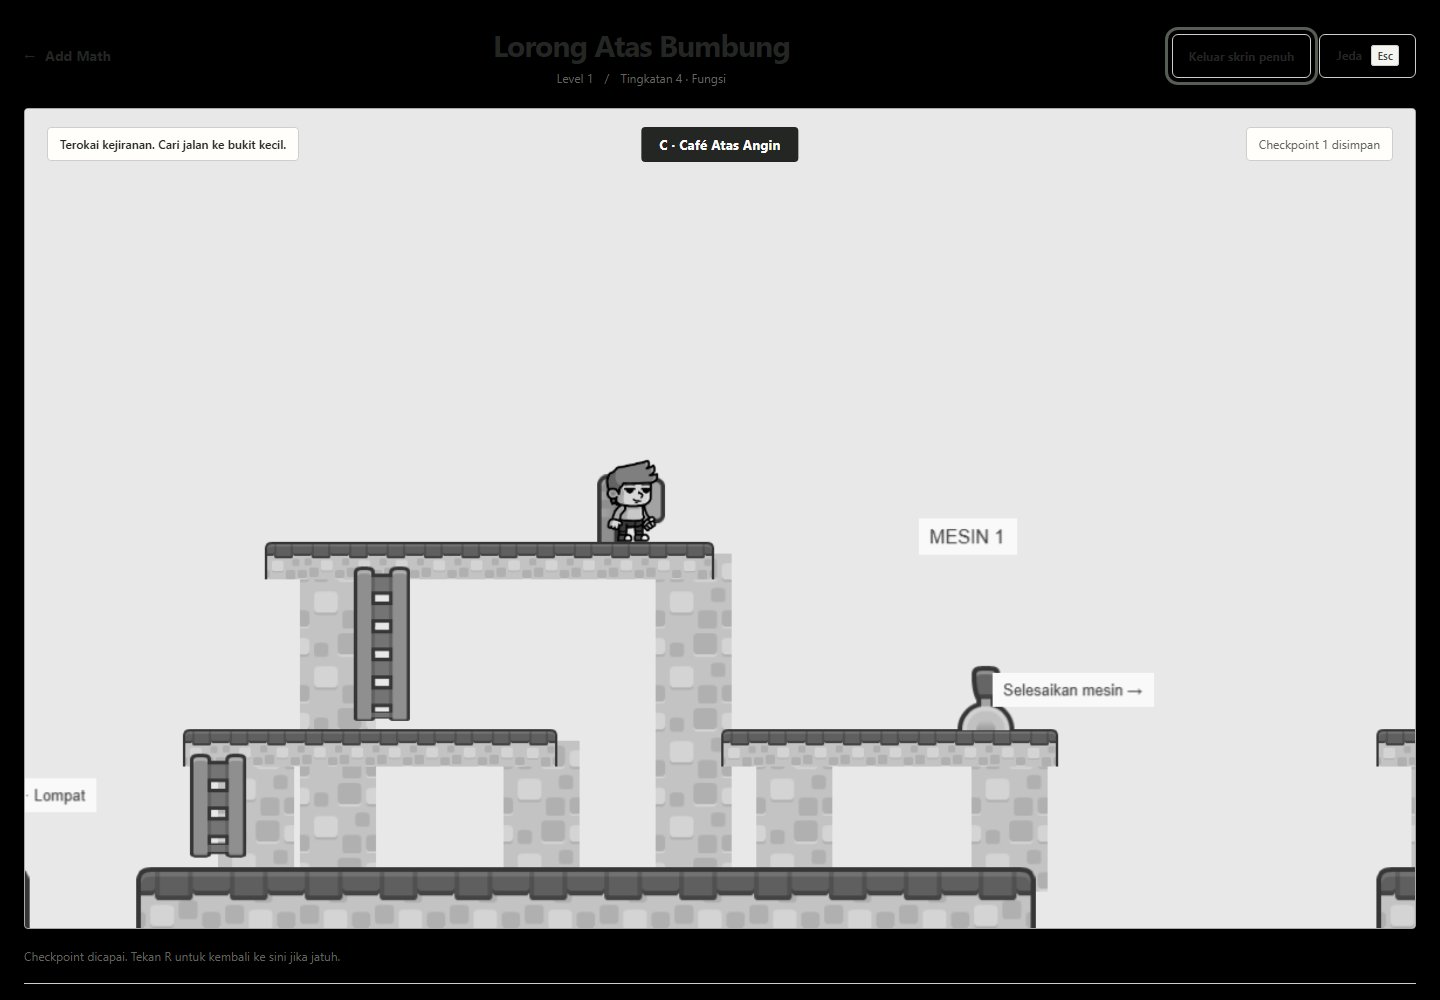 ← Add Math
Lorong Atas Bumbung
Level 1 / Tingkatan 4 · Fungsi
Keluar skrin penuh
Jeda Esc
Terokai kejiranan. Cari jalan ke bukit kecil.
C · Café Atas Angin
Checkpoint 1 disimpan
MESIN 1
Selesaikan mesin →
· Lompat
Checkpoint dicapai. Tekan R untuk kembali ke sini jika jatuh.